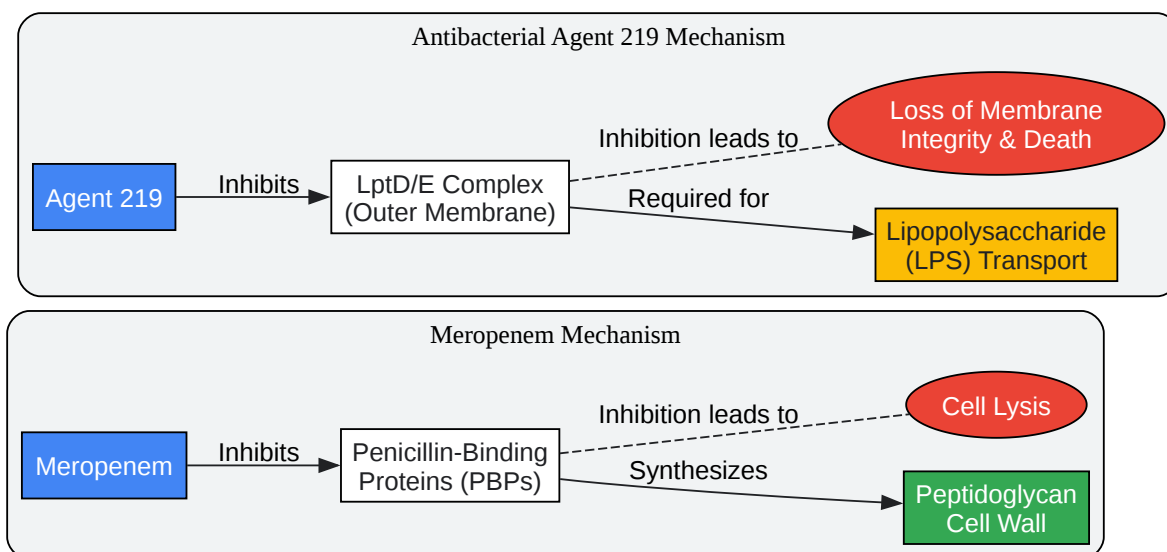 Antibacterial Agent 219 Mechanism
Loss of Membrane
Integrity & Death
Inhibition leads to
Agent 219
Inhibits
LptD/E Complex
(Outer Membrane)
Required for
Lipopolysaccharide
(LPS) Transport
Meropenem Mechanism
Cell Lysis
Inhibition leads to
Meropenem
Inhibits
Penicillin-Binding
Proteins (PBPs)
Synthesizes
Peptidoglycan
Cell Wall